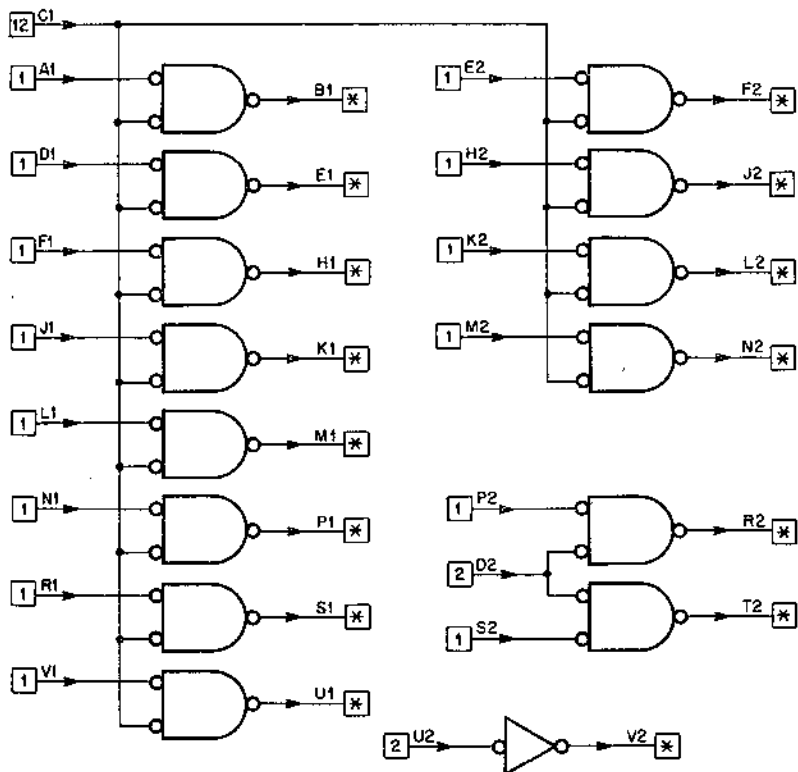 12 C1
1 A1 B1 *
1 D1 E1 *
1 F1 H1 *
1 J1 K1 *
1 L1 M1 *
1 N1 P1 *
1 R1 S1 *
1 V1 U1 *
1 E2 F2 *
1 H2 J2 *
1 K2 L2 *
1 M2 N2 *
1 P2 R2 *
2 D2
1 S2 T2 *
2 U2 V2 *